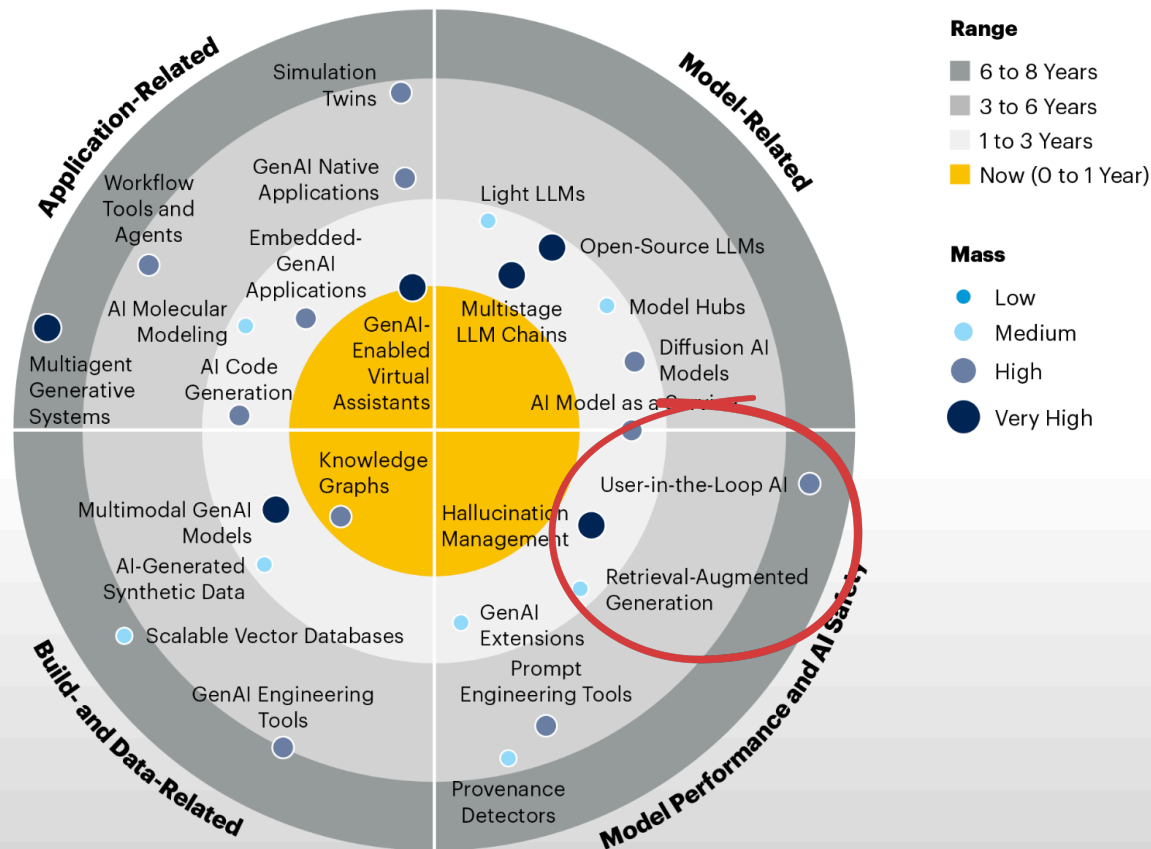 Application-Related
Model-Related
Simulation
Twins
GenAI Native
Applications
Workflow
Tools and
Agents
Embedded-
GenAI
Applications
AI Molecular
Modeling
Multiagent
Generative
Systems
AI Code
Generation
GenAI-
Enabled
Virtual
Assistants
Light LLMs
Open-Source LLMs
Multistage
LLM Chains
Model Hubs
Diffusion AI
Models
AI Model as a Service
Knowledge
Graphs
Multimodal GenAI
Models
AI-Generated
Synthetic Data
Scalable Vector Databases
GenAI Engineering
Tools
Build- and Data-Related
User-in-the-Loop AI
Hallucination
Management
Retrieval-Augmented
Generation
GenAI
Extensions
Prompt
Engineering Tools
Provenance
Detectors
Model Performance and AI Safety
Range
6 to 8 Years
3 to 6 Years
1 to 3 Years
Now (0 to 1 Year)
Mass
Low
Medium
High
Very High